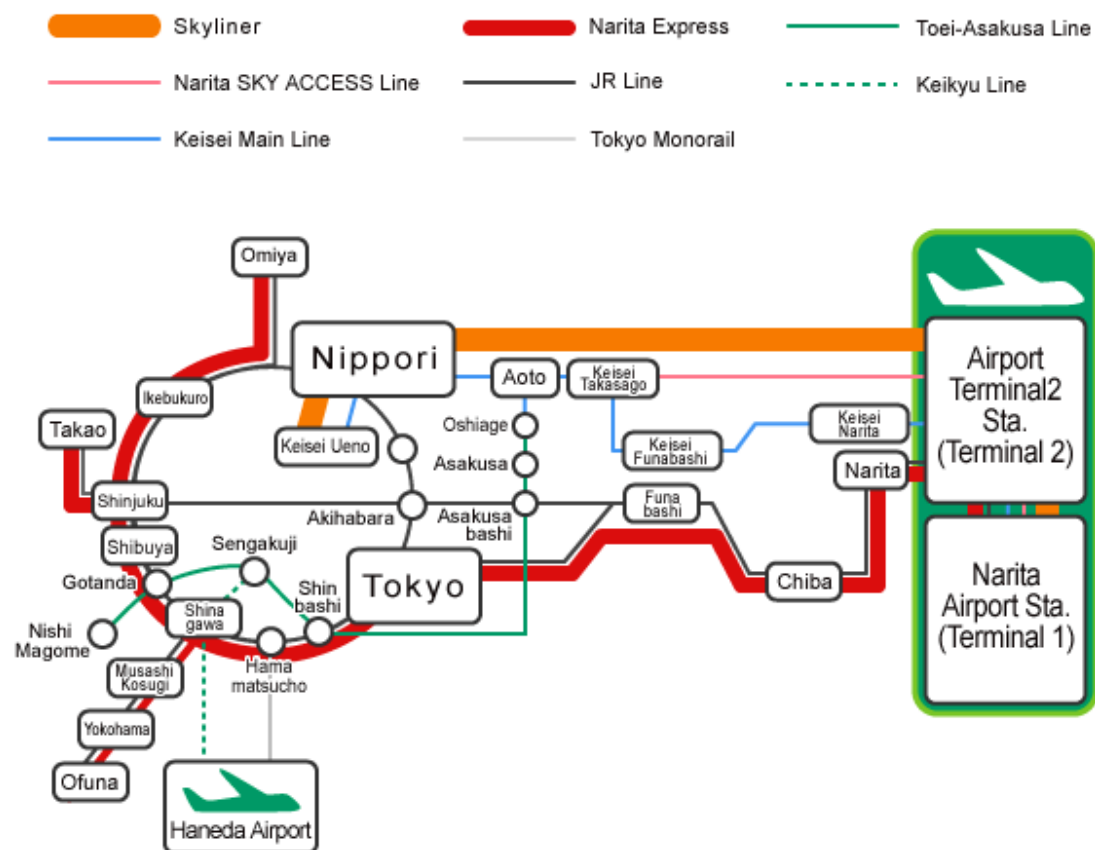 Skyliner
Narita Express
Toei-Asakusa Line
Narita SKY ACCESS Line
JR Line
Keikyu Line
Keisei Main Line
Tokyo Monorail
Omiya
Nippori
Airport
Terminal2
Sta.
(Terminal 2)
Aoto
Keisei
Takasago
Ikebukuro
Takao
Keisei Ueno
Oshiage
Keisei
Funabashi
Keisei
Narita
Asakusa
Narita
Shinjuku
Akihabara
Asakusa
bashi
Funa
bashi
Shibuya
Sengakuji
Gotanda
Shin
bashi
Tokyo
Chiba
Narita
Airport Sta.
(Terminal 1)
Shina
gawa
Nishi
Magome
Musashi
Kosugi
Hama
matsucho
Yokohama
Ofuna
Haneda Airport